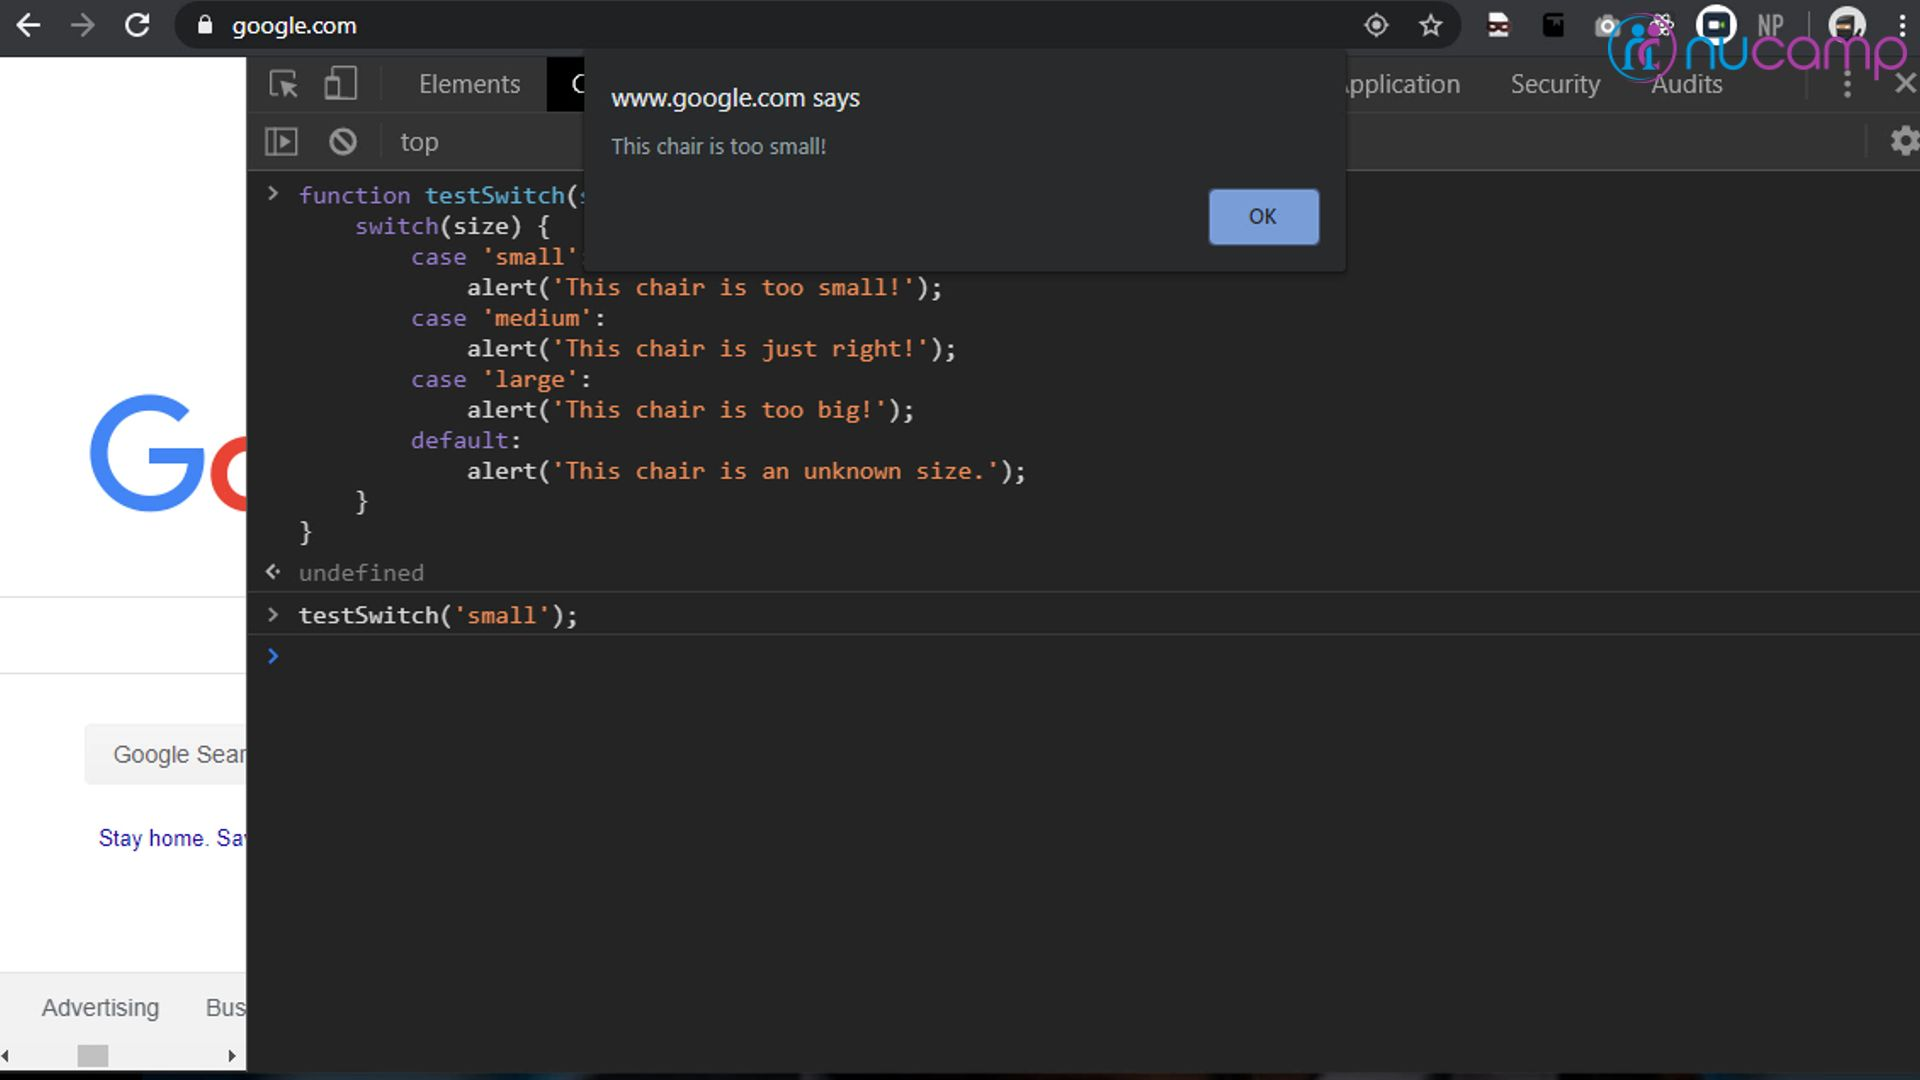 google.com
NP
nucamp
Elements
Application
Security
Audits
www.google.com says
This chair is too small!
OK
top
function testSwitch(
switch(size) {
case 'small'
alert('This chair is too small!');
case 'medium':
alert('This chair is just right!');
case 'large':
alert('This chair is too big!');
default:
alert('This chair is an unknown size.');
}
}
undefined
testSwitch('small');
Google Sear
Stay home. Sav
Advertising
Bus